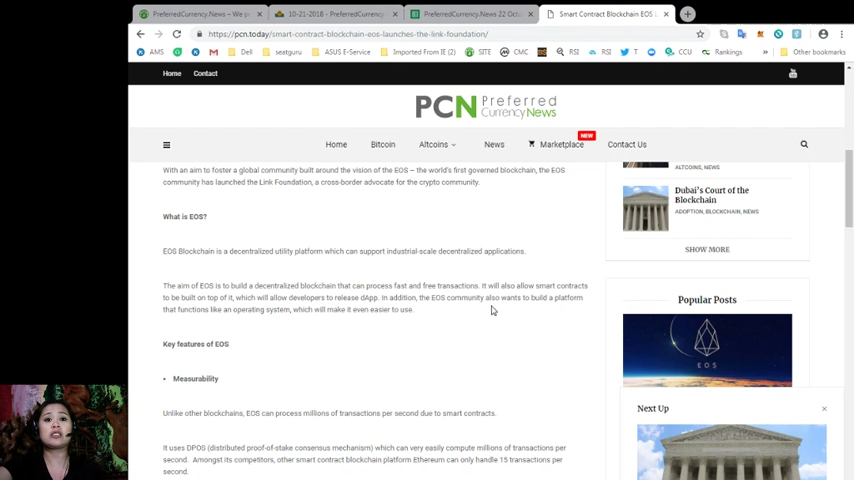 PreferredCurrency.News – We p
10-21-2018 - PreferredCurrency
PreferredCurrency.News 22 Octo
Smart Contract Blockchain EOS L
https://pcn.today/smart-contract-blockchain-eos-launches-the-link-foundation/
AMS
Dell
seatguru
ASUS E-Service
Imported From IE (2)
SITE
CMC
RSI
RSI
T
CCU
Rankings
Other bookmarks
Home
Contact
PCN Preferred
Currency News
Home
Bitcoin
Altcoins
News
Marketplace
NEW
Contact Us
With an aim to foster a global community built around the vision of the EOS – the world's first governed blockchain, the EOS
community has launched the Link Foundation, a cross-border advocate for the crypto community.
What is EOS?
EOS Blockchain is a decentralized utility platform which can support industrial-scale decentralized applications.
The aim of EOS is to build a decentralized blockchain that can process fast and free transactions. It will also allow smart contracts
to be built on top of it, which will allow developers to release dApp. In addition, the EOS community also wants to build a platform
that functions like an operating system, which will make it even easier to use.
Key features of EOS
• Measurability
Unlike other blockchains, EOS can process millions of transactions per second due to smart contracts.
It uses DPOS (distributed proof-of-stake consensus mechanism) which can very easily compute millions of transactions per
second. Amongst its competitors, other smart contract blockchain platform Ethereum can only handle 15 transactions per
second.
ALTCOINS, NEWS
Dubai's Court of the
Blockchain
ADOPTION, BLOCKCHAIN, NEWS
SHOW MORE
Popular Posts
EOS
Next Up